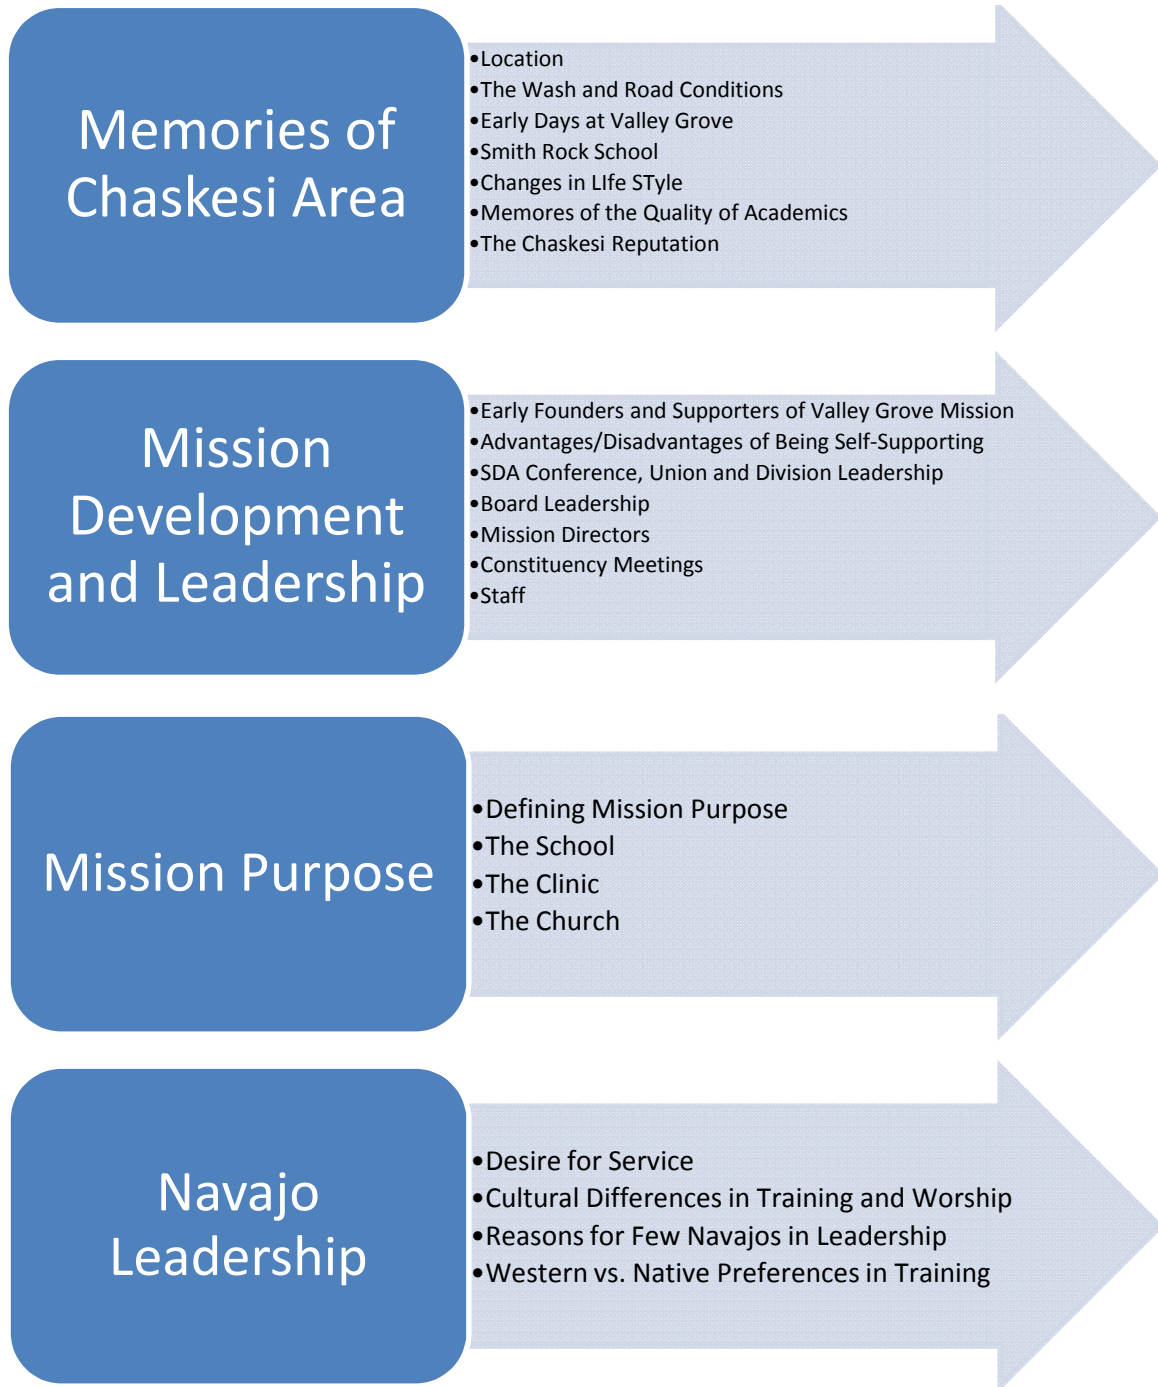 Memories of
Chaskesi Area
•Location
•The Wash and Road Conditions
•Early Days at Valley Grove
•Smith Rock School
•Changes in LIfe STyle
•Memores of the Quality of Academics
•The Chaskesi Reputation
Mission
Development
and Leadership
•Early Founders and Supporters of Valley Grove Mission
•Advantages/Disadvantages of Being Self-Supporting
•SDA Conference, Union and Division Leadership
•Board Leadership
•Mission Directors
•Constituency Meetings
•Staff
Mission Purpose
•Defining Mission Purpose
•The School
•The Clinic
•The Church
Navajo
Leadership
•Desire for Service
•Cultural Differences in Training and Worship
•Reasons for Few Navajos in Leadership
•Western vs. Native Preferences in Training